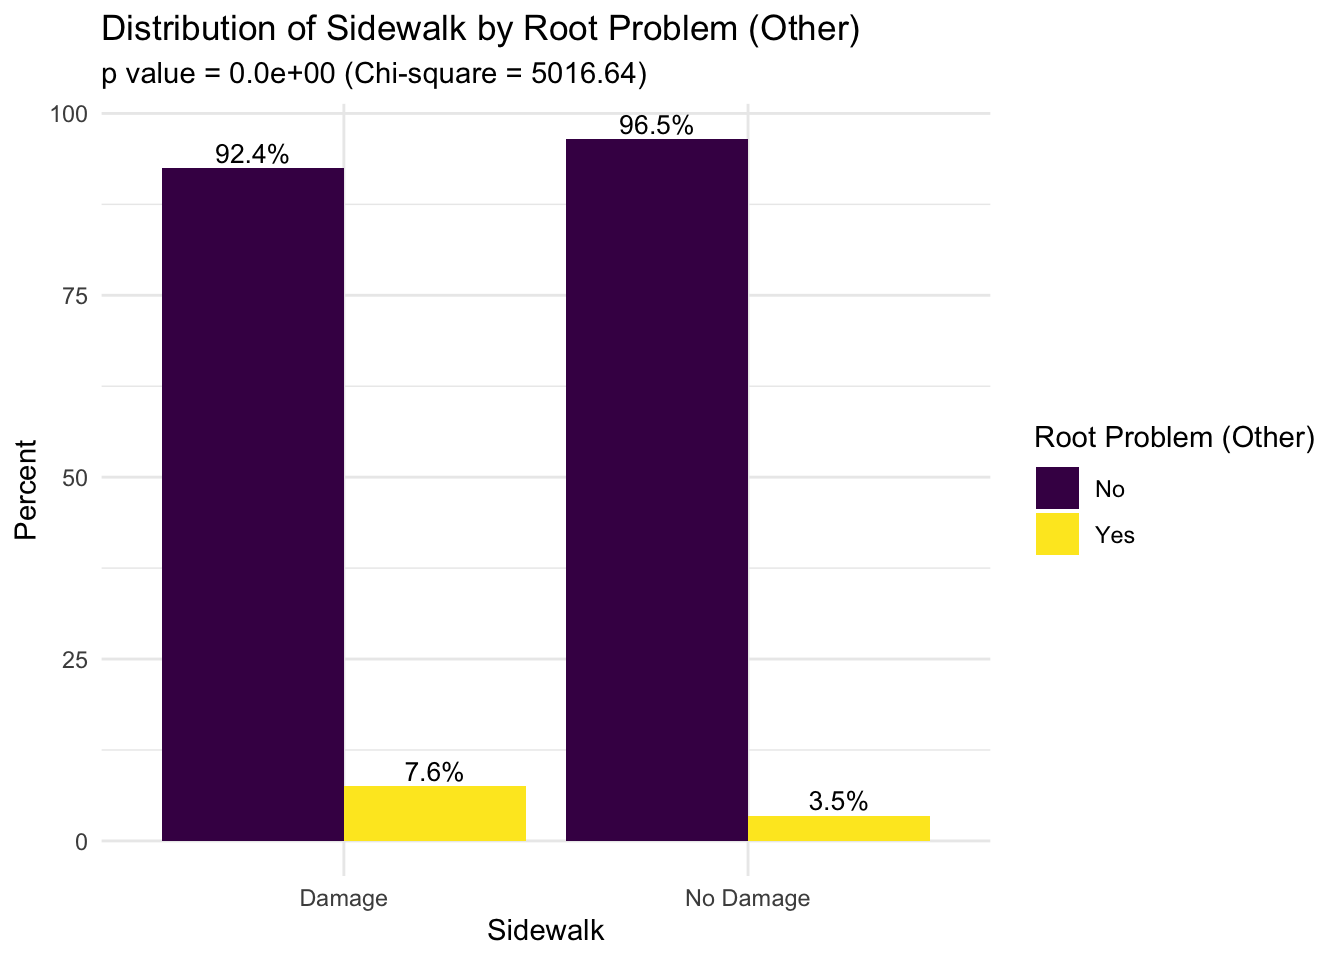 Distribution of Sidewalk by Root Problem (Other)
p value = 0.0e+00 (Chi-square = 5016.64)
100
75
50
25
0
Percent
92.4%
7.6%
96.5%
3.5%
Damage
No Damage
Sidewalk
Root Problem (Other)
No
Yes